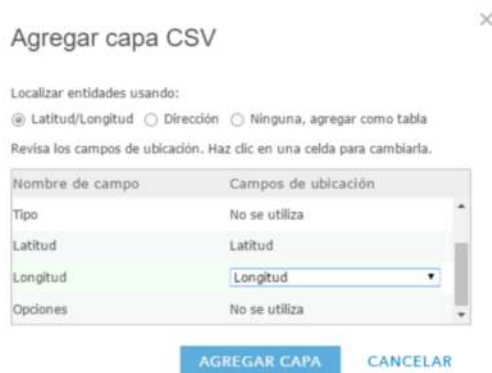 ×
Agregar capa CSV
Localizar entidades usando:
Latitud/Longitud Dirección Ninguna, agregar como tabla
Revisa los campos de ubicación. Haz clic en una celda para cambiarla.
Nombre de campo Campos de ubicación
Tipo No se utiliza
Latitud Latitud
Longitud Longitud
Opciones No se utiliza
AGREGAR CAPA CANCELAR